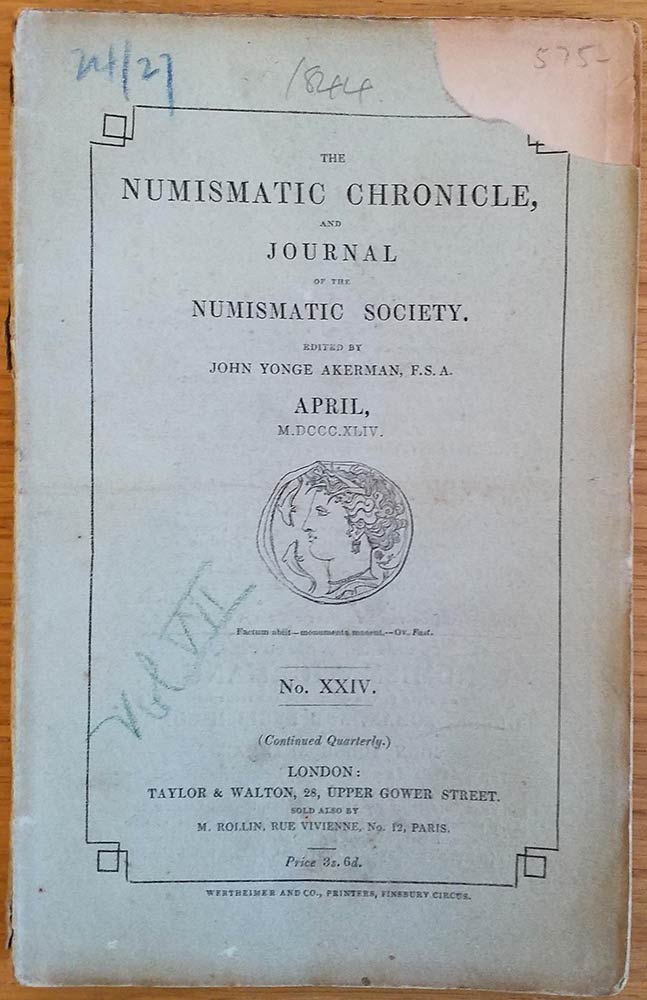 24/27
1844
575-
THE
NUMISMATIC CHRONICLE,
AND
JOURNAL
OF THE
NUMISMATIC SOCIETY.
EDITED BY
JOHN YONGE AKERMAN, F.S.A.
APRIL,
M.DCCC.XLIV.
Factum abiit—monumenta manent.—Ov. Fast.
Vol VII
No. XXIV.
(Continued Quarterly.)
LONDON:
TAYLOR & WALTON, 28, UPPER GOWER STREET.
SOLD ALSO BY
M. ROLLIN, RUE VIVIENNE, No. 12, PARIS.
Price 3s. 6d.
WERTHEIMER AND CO., PRINTERS, FINSBURY CIRCUS.